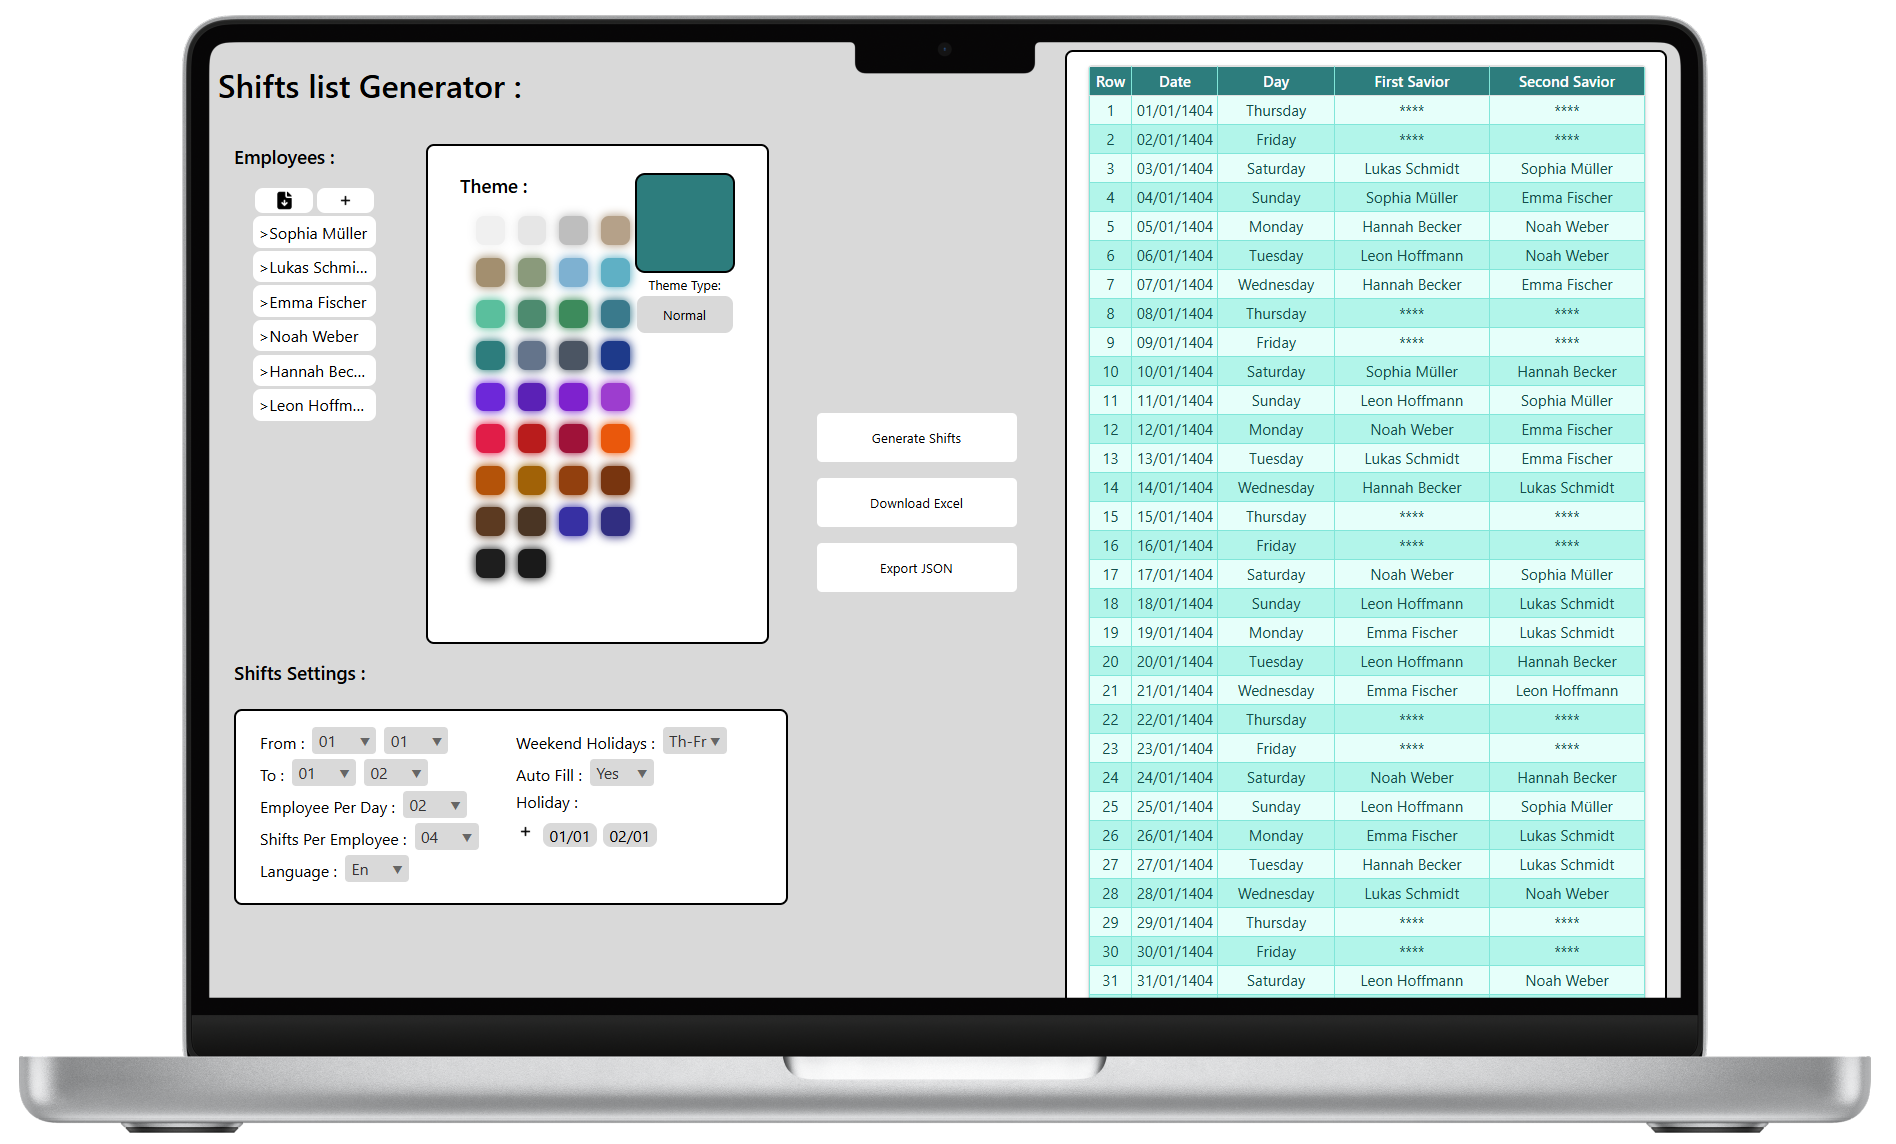 Shifts list Generator :
Employees :
+
>Sophia Müller
>Lukas Schmi...
>Emma Fischer
>Noah Weber
>Hannah Bec...
>Leon Hoffm...
Theme :
Theme Type:
Normal
Generate Shifts
Download Excel
Export JSON
Shifts Settings :
From : 01 ▼ 01 ▼
To : 01 ▼ 02 ▼
Employee Per Day : 02 ▼
Shifts Per Employee : 04 ▼
Language : En ▼
Weekend Holidays : Th-Fr ▼
Auto Fill : Yes ▼
Holiday :
+ 01/01 02/01
Row Date Day First Savior Second Savior
1 01/01/1404 Thursday **** ****
2 02/01/1404 Friday **** ****
3 03/01/1404 Saturday Lukas Schmidt Sophia Müller
4 04/01/1404 Sunday Sophia Müller Emma Fischer
5 05/01/1404 Monday Hannah Becker Noah Weber
6 06/01/1404 Tuesday Leon Hoffmann Noah Weber
7 07/01/1404 Wednesday Hannah Becker Emma Fischer
8 08/01/1404 Thursday **** ****
9 09/01/1404 Friday **** ****
10 10/01/1404 Saturday Sophia Müller Hannah Becker
11 11/01/1404 Sunday Leon Hoffmann Sophia Müller
12 12/01/1404 Monday Noah Weber Emma Fischer
13 13/01/1404 Tuesday Lukas Schmidt Emma Fischer
14 14/01/1404 Wednesday Hannah Becker Lukas Schmidt
15 15/01/1404 Thursday **** ****
16 16/01/1404 Friday **** ****
17 17/01/1404 Saturday Noah Weber Sophia Müller
18 18/01/1404 Sunday Leon Hoffmann Lukas Schmidt
19 19/01/1404 Monday Emma Fischer Lukas Schmidt
20 20/01/1404 Tuesday Leon Hoffmann Hannah Becker
21 21/01/1404 Wednesday Emma Fischer Leon Hoffmann
22 22/01/1404 Thursday **** ****
23 23/01/1404 Friday **** ****
24 24/01/1404 Saturday Noah Weber Hannah Becker
25 25/01/1404 Sunday Leon Hoffmann Sophia Müller
26 26/01/1404 Monday Emma Fischer Lukas Schmidt
27 27/01/1404 Tuesday Hannah Becker Lukas Schmidt
28 28/01/1404 Wednesday Lukas Schmidt Noah Weber
29 29/01/1404 Thursday **** ****
30 30/01/1404 Friday **** ****
31 31/01/1404 Saturday Leon Hoffmann Noah Weber